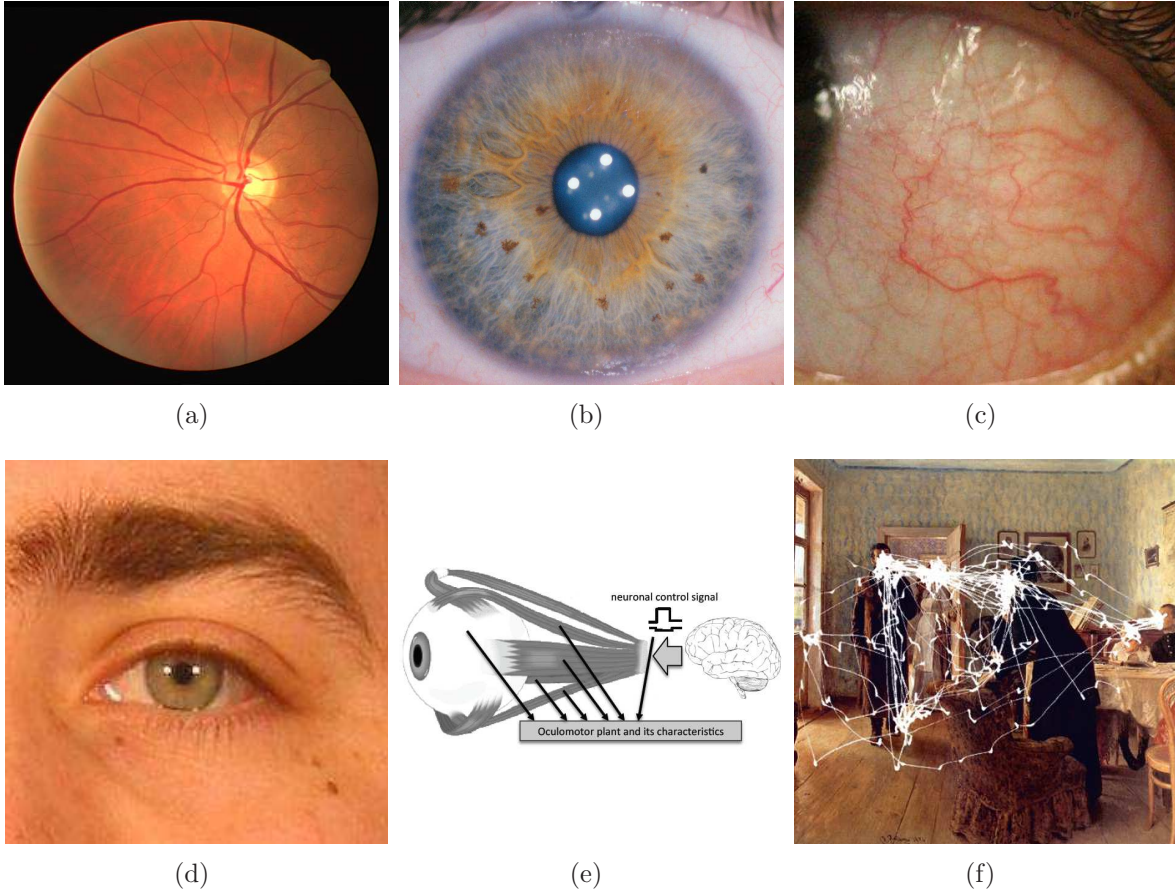 (a)
(b)
(c)
neuronal control signal
Oculomotor plant and its characteristics
(d)
(e)
(f)